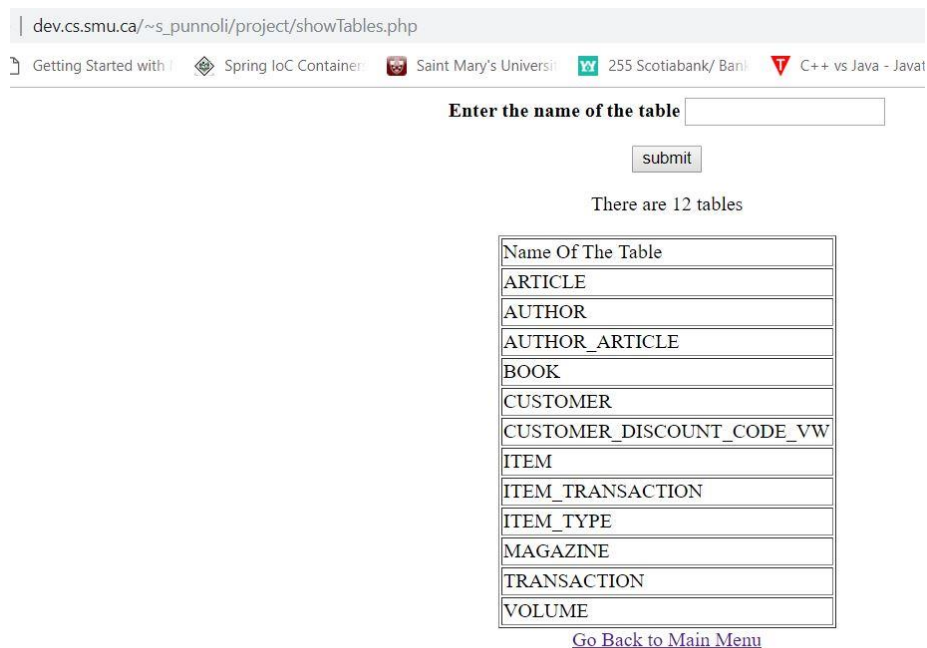 dev.cs.smu.ca/~s_punnoli/project/showTables.php
Getting Started with Spring IoC Container Saint Mary's Universi 255 Scotiabank/ Bank C++ vs Java - Javat
Enter the name of the table
submit
There are 12 tables
Name Of The Table
ARTICLE
AUTHOR
AUTHOR_ARTICLE
BOOK
CUSTOMER
CUSTOMER_DISCOUNT_CODE_VW
ITEM
ITEM_TRANSACTION
ITEM_TYPE
MAGAZINE
TRANSACTION
VOLUME
Go Back to Main Menu